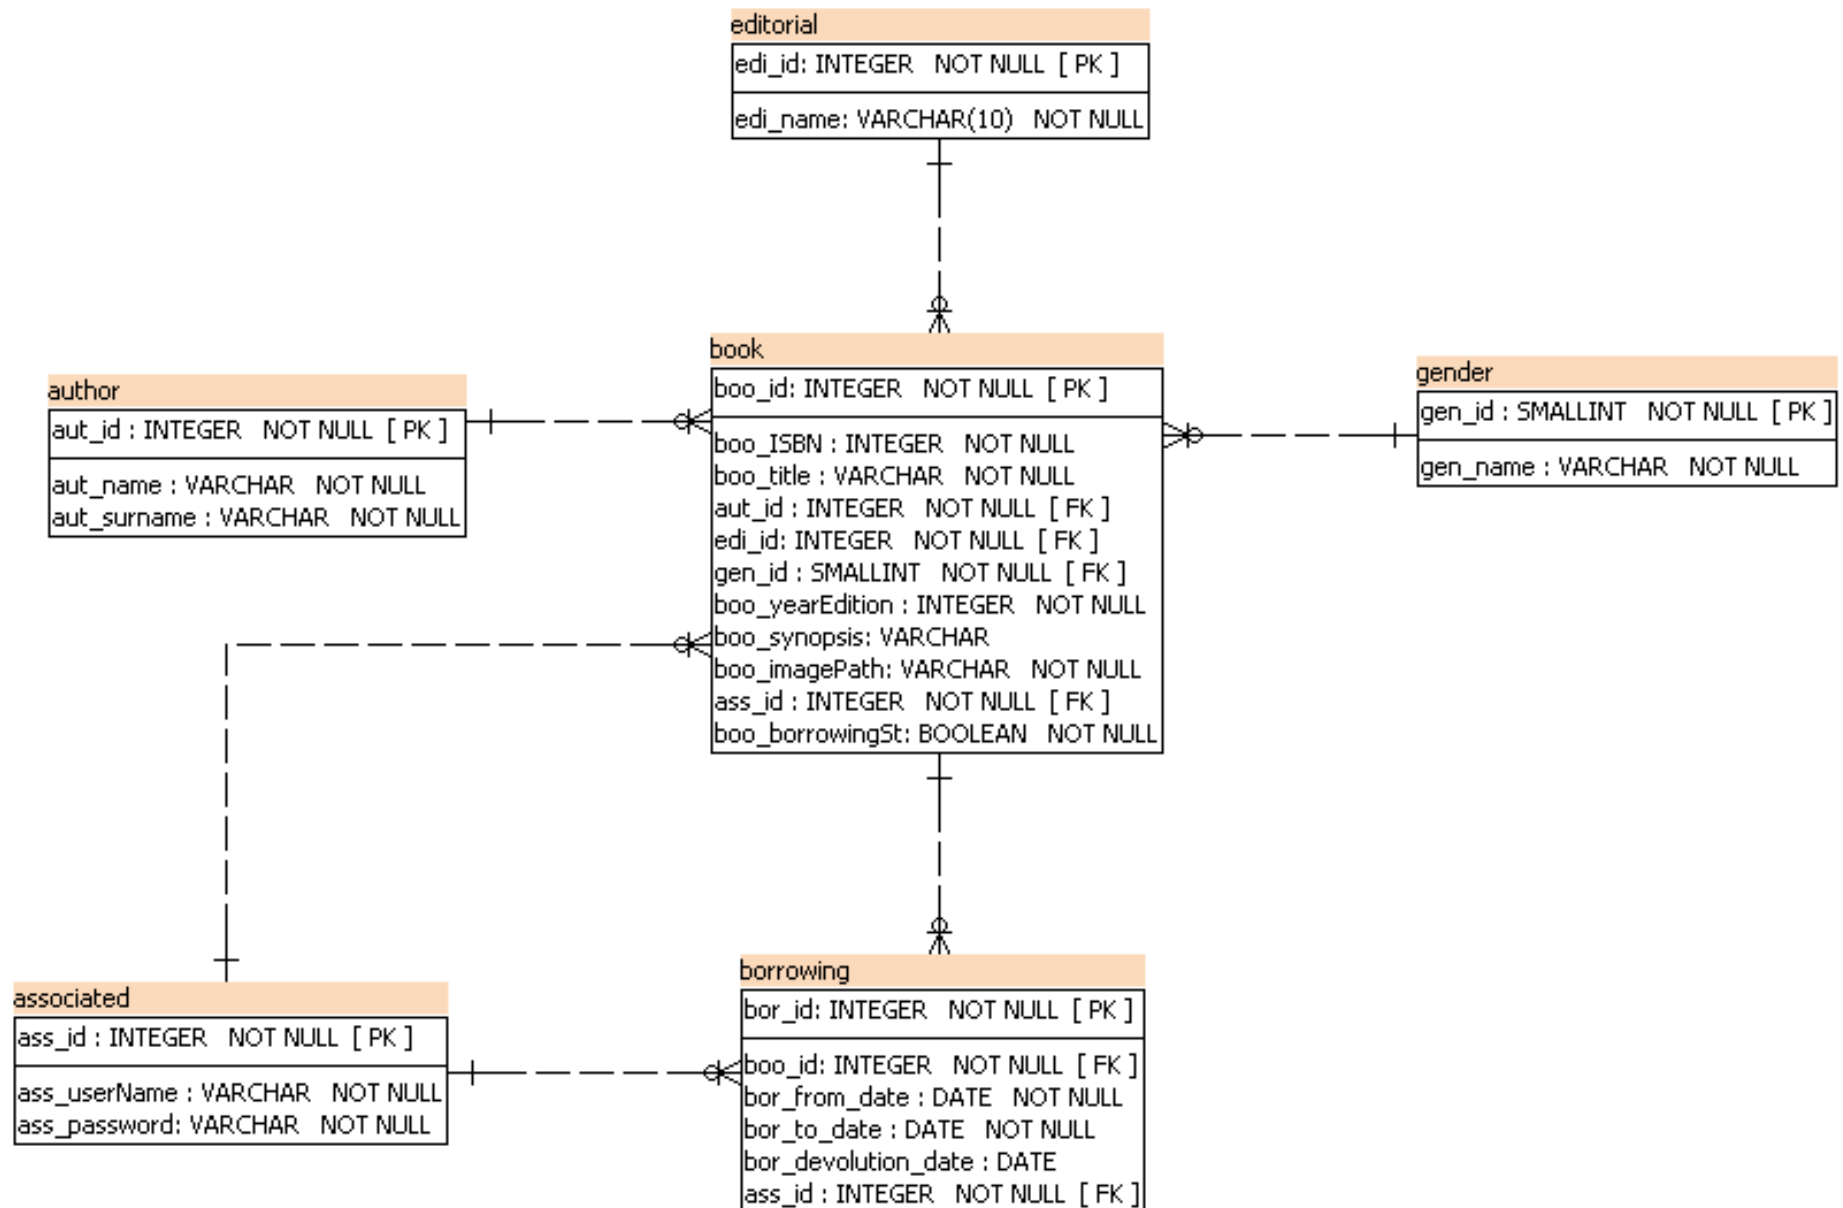 editorial
edi_id: INTEGER NOT NULL [ PK ]
edi_name: VARCHAR(10) NOT NULL
book
boo_id: INTEGER NOT NULL [ PK ]
boo_ISBN : INTEGER NOT NULL
boo_title : VARCHAR NOT NULL
aut_id : INTEGER NOT NULL [ FK ]
edi_id: INTEGER NOT NULL [ FK ]
gen_id : SMALLINT NOT NULL [ FK ]
boo_yearEdition : INTEGER NOT NULL
boo_synopsis: VARCHAR
boo_imagePath: VARCHAR NOT NULL
ass_id : INTEGER NOT NULL [ FK ]
boo_borrowingSt: BOOLEAN NOT NULL
author
aut_id : INTEGER NOT NULL [ PK ]
aut_name : VARCHAR NOT NULL
aut_surname : VARCHAR NOT NULL
gender
gen_id : SMALLINT NOT NULL [ PK ]
gen_name : VARCHAR NOT NULL
associated
ass_id : INTEGER NOT NULL [ PK ]
ass_userName : VARCHAR NOT NULL
ass_password: VARCHAR NOT NULL
borrowing
bor_id: INTEGER NOT NULL [ PK ]
boo_id: INTEGER NOT NULL [ FK ]
bor_from_date : DATE NOT NULL
bor_to_date : DATE NOT NULL
bor_devolution_date : DATE
ass_id : INTEGER NOT NULL [ FK ]